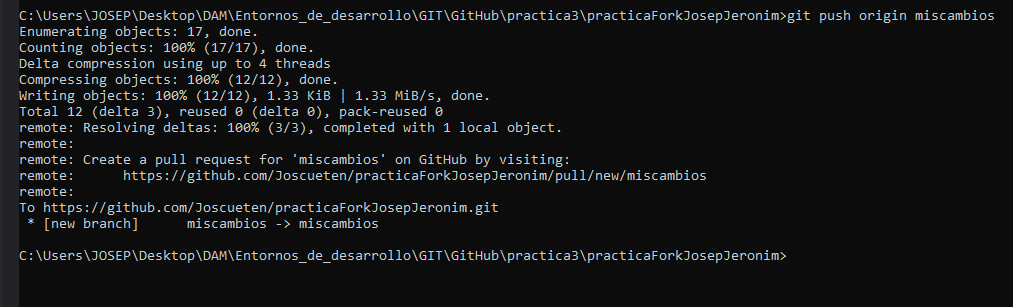 C:\Users\JOSEP\Desktop\DAM\Entornos_de_desarrollo\GIT\GitHub\practica3\practicaForkJosepJeronim>git push origin miscambios
Enumerating objects: 17, done.
Counting objects: 100% (17/17), done.
Delta compression using up to 4 threads
Compressing objects: 100% (12/12), done.
Writing objects: 100% (12/12), 1.33 KiB | 1.33 MiB/s, done.
Total 12 (delta 3), reused 0 (delta 0), pack-reused 0
remote: Resolving deltas: 100% (3/3), completed with 1 local object.
remote:
remote: Create a pull request for 'miscambios' on GitHub by visiting:
remote:      https://github.com/Joscueten/practicaForkJosepJeronim/pull/new/miscambios
remote:
To https://github.com/Joscueten/practicaForkJosepJeronim.git
 * [new branch]      miscambios -> miscambios
C:\Users\JOSEP\Desktop\DAM\Entornos_de_desarrollo\GIT\GitHub\practica3\practicaForkJosepJeronim>